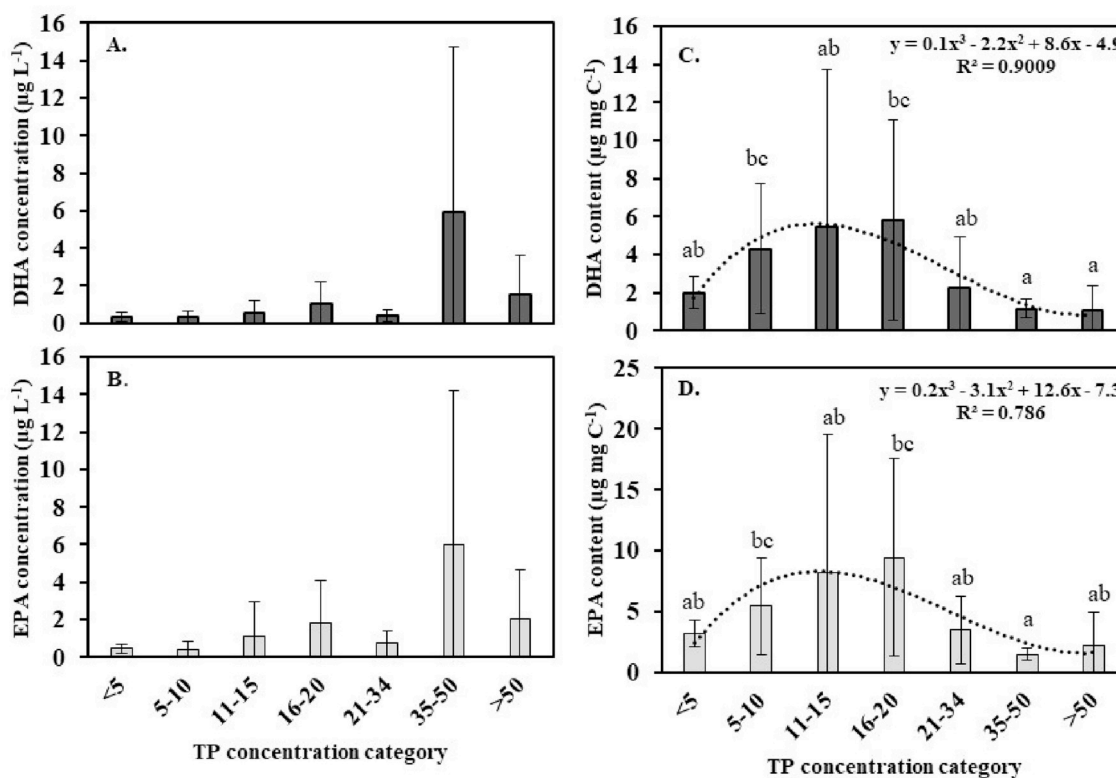 A.
DHA concentration (µg L⁻¹)
16
14
12
10
8
6
4
2
0
B.
EPA concentration (µg L⁻¹)
16
14
12
10
8
6
4
2
0
<5
5-10
11-15
16-20
21-34
35-50
>50
TP concentration category
C.
y = 0.1x³ - 2.2x² + 8.6x - 4.9
R² = 0.9009
DHA content (µg mg C⁻¹)
16
14
12
10
8
6
4
2
0
ab
bc
ab
bc
ab
a
a
D.
y = 0.2x³ - 3.1x² + 12.6x - 7.3
R² = 0.786
EPA content (µg mg C⁻¹)
25
20
15
10
5
0
ab
bc
ab
bc
ab
a
ab
<5
5-10
11-15
16-20
21-34
35-50
>50
TP concentration category